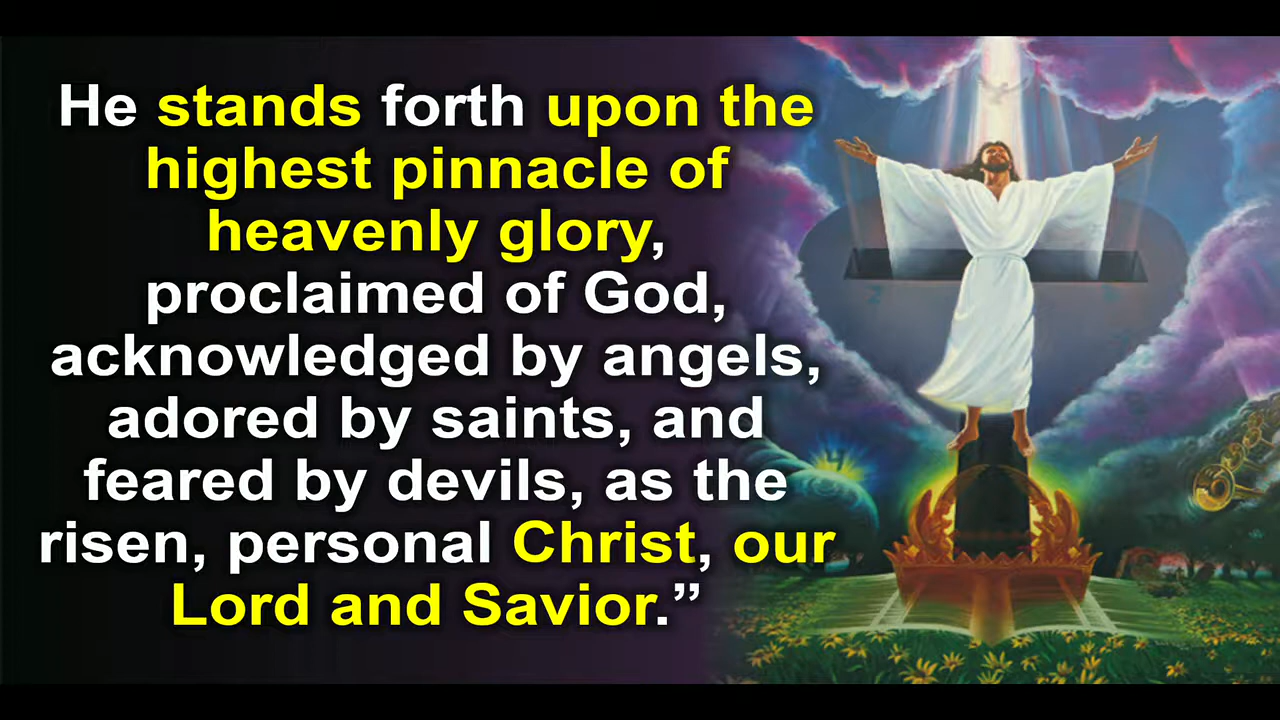 He stands forth upon the
highest pinnacle of
heavenly glory,
proclaimed of God,
acknowledged by angels,
adored by saints, and
feared by devils, as the
risen, personal Christ, our
Lord and Savior.”